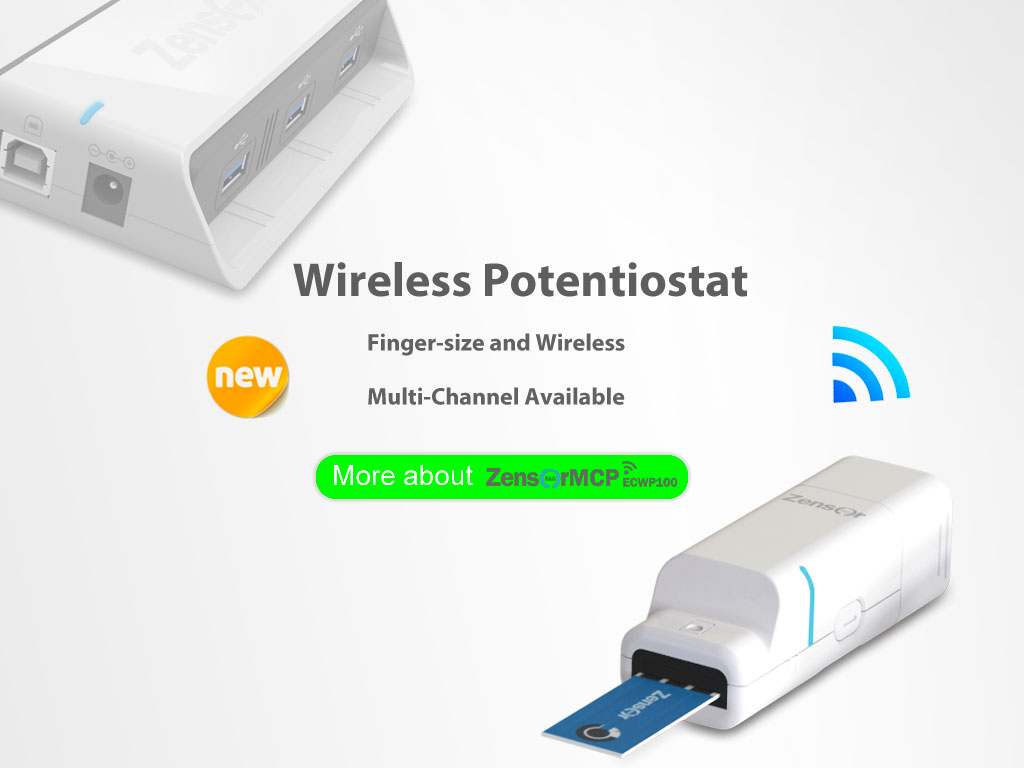 Zensor
Wireless Potentiostat
Finger-size and Wireless
new
Multi-Channel Available
More about ZensorMCP ECWP100
Zensor
Zensor